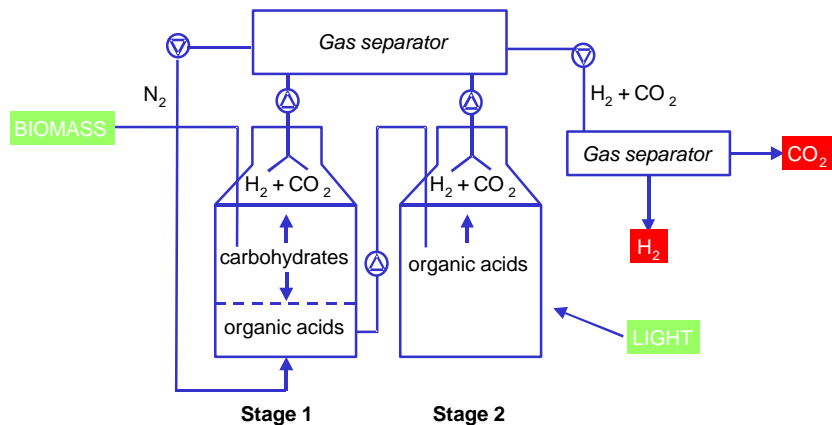 Gas separator
N₂
H₂ + CO₂
BIOMASS
Gas separator
CO₂
H₂ + CO₂
H₂ + CO₂
H₂
carbohydrates
organic acids
organic acids
LIGHT
Stage 1
Stage 2